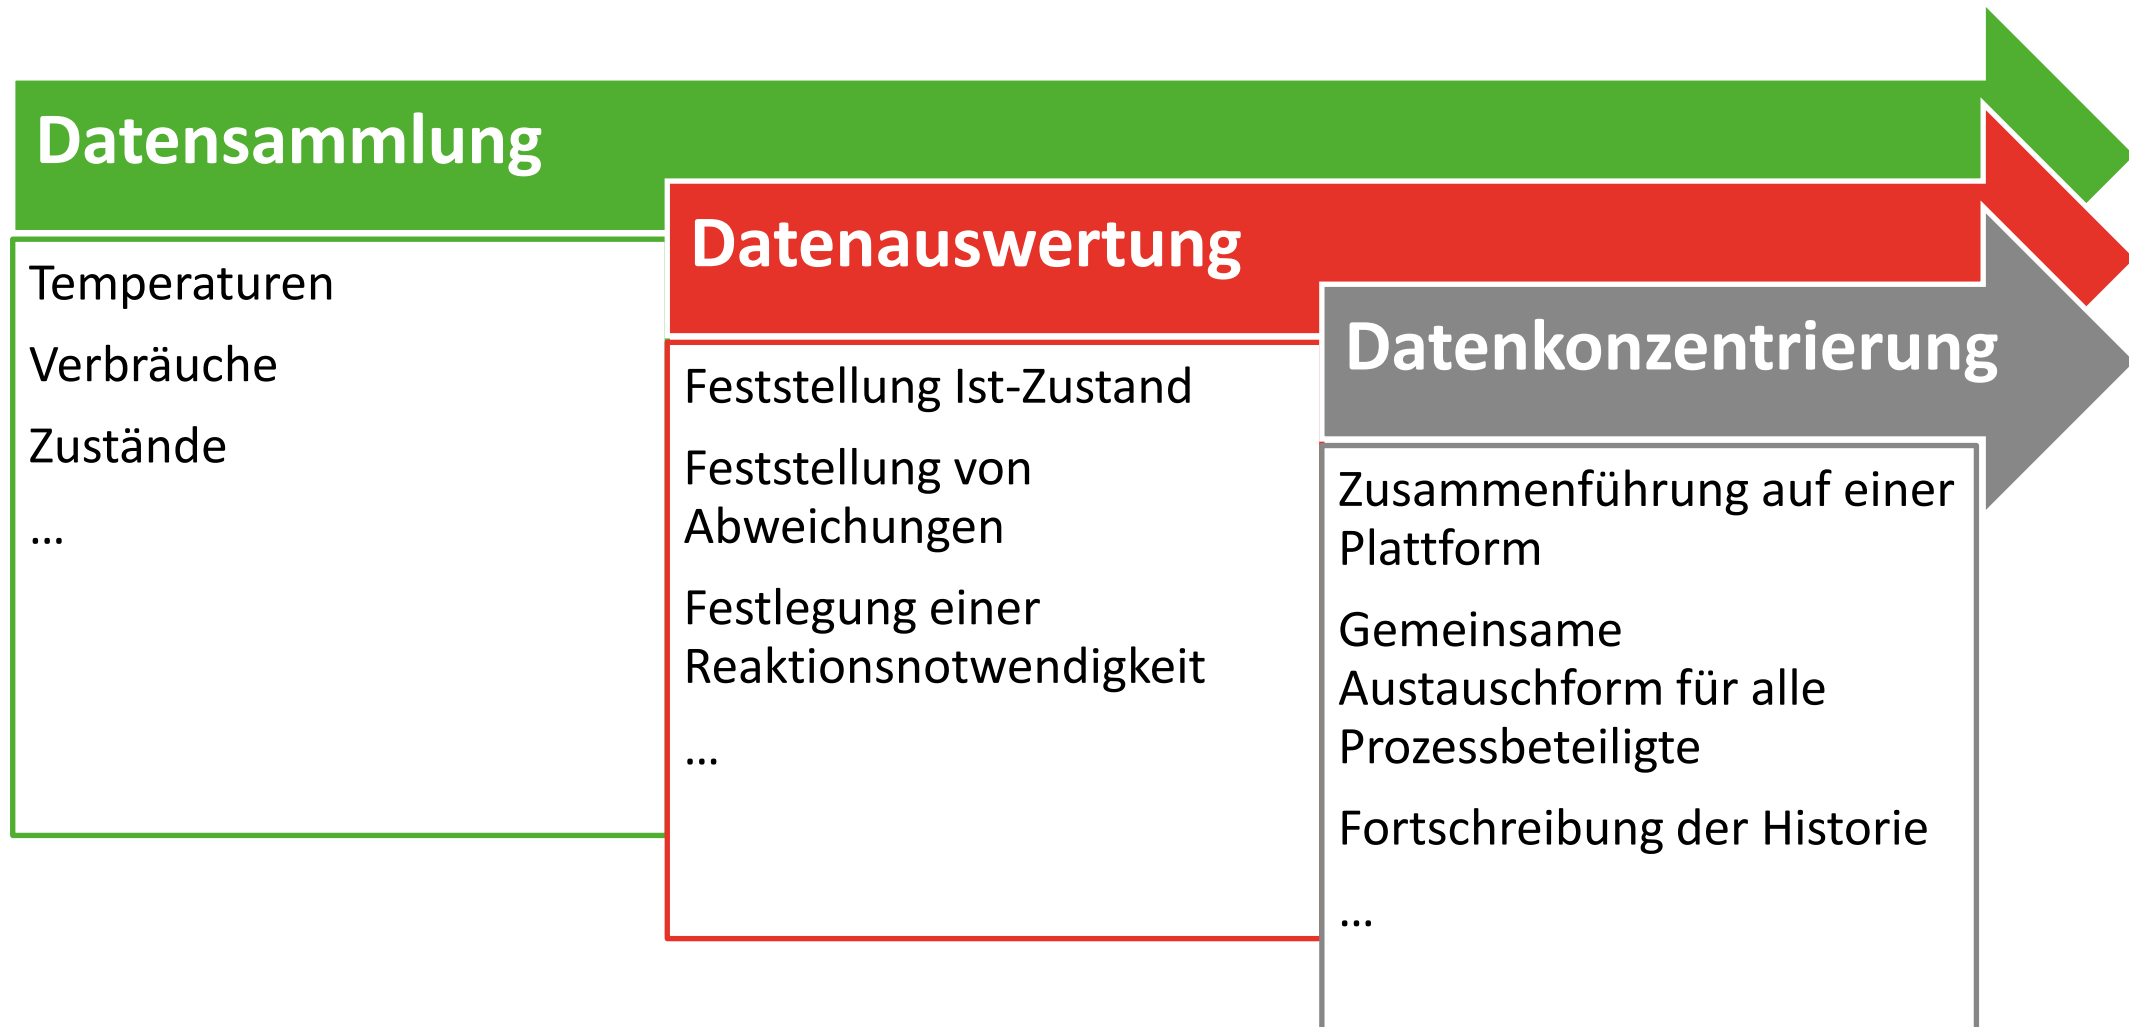 Datensammlung
Temperaturen
Verbräuche
Zustände
...
Datenauswertung
Feststellung Ist-Zustand
Feststellung von
Abweichungen
Festlegung einer
Reaktionsnotwendigkeit
...
Datenkonzentrierung
Zusammenführung auf einer
Plattform
Gemeinsame
Austauschform für alle
Prozessbeteiligte
Fortschreibung der Historie
...